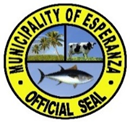 MUNICIPALITY OF ESPERANZA
• OFFICIAL SEAL •